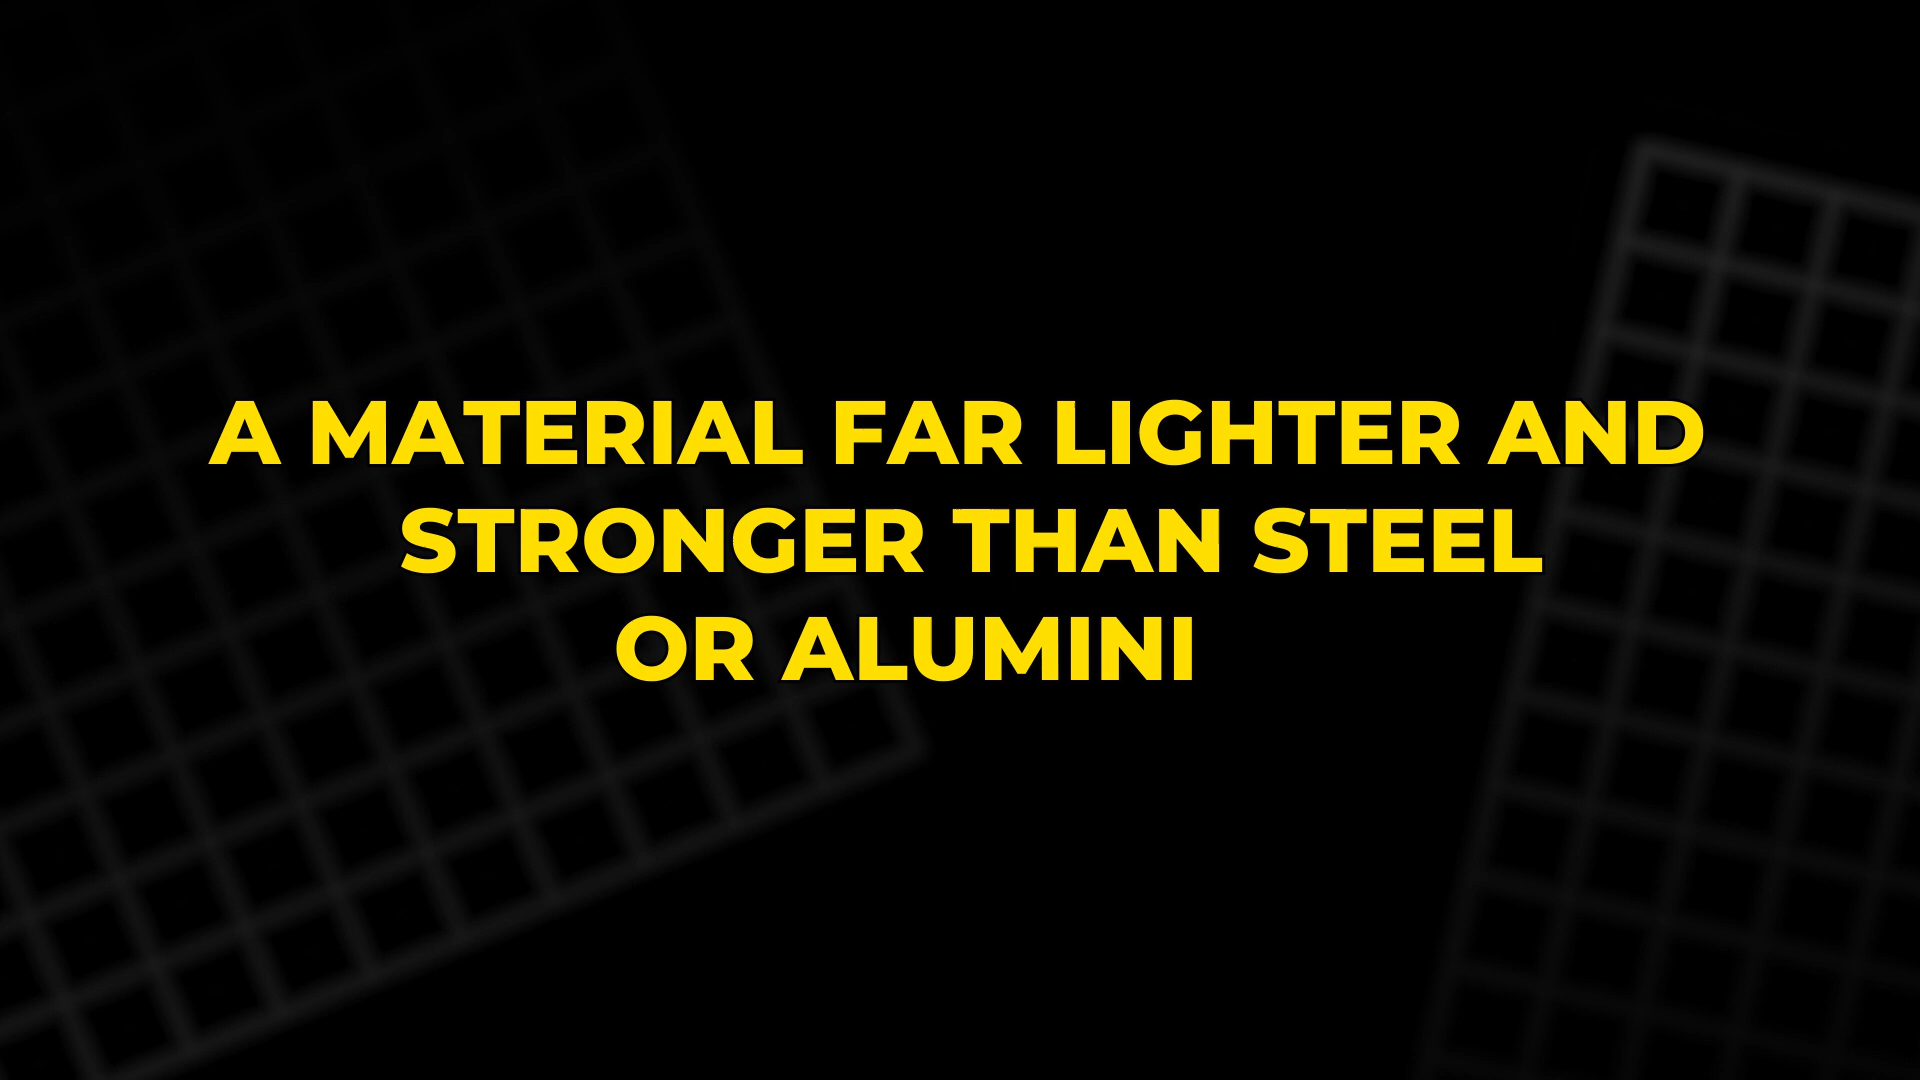 A MATERIAL FAR LIGHTER AND
STRONGER THAN STEEL
OR ALUMINI